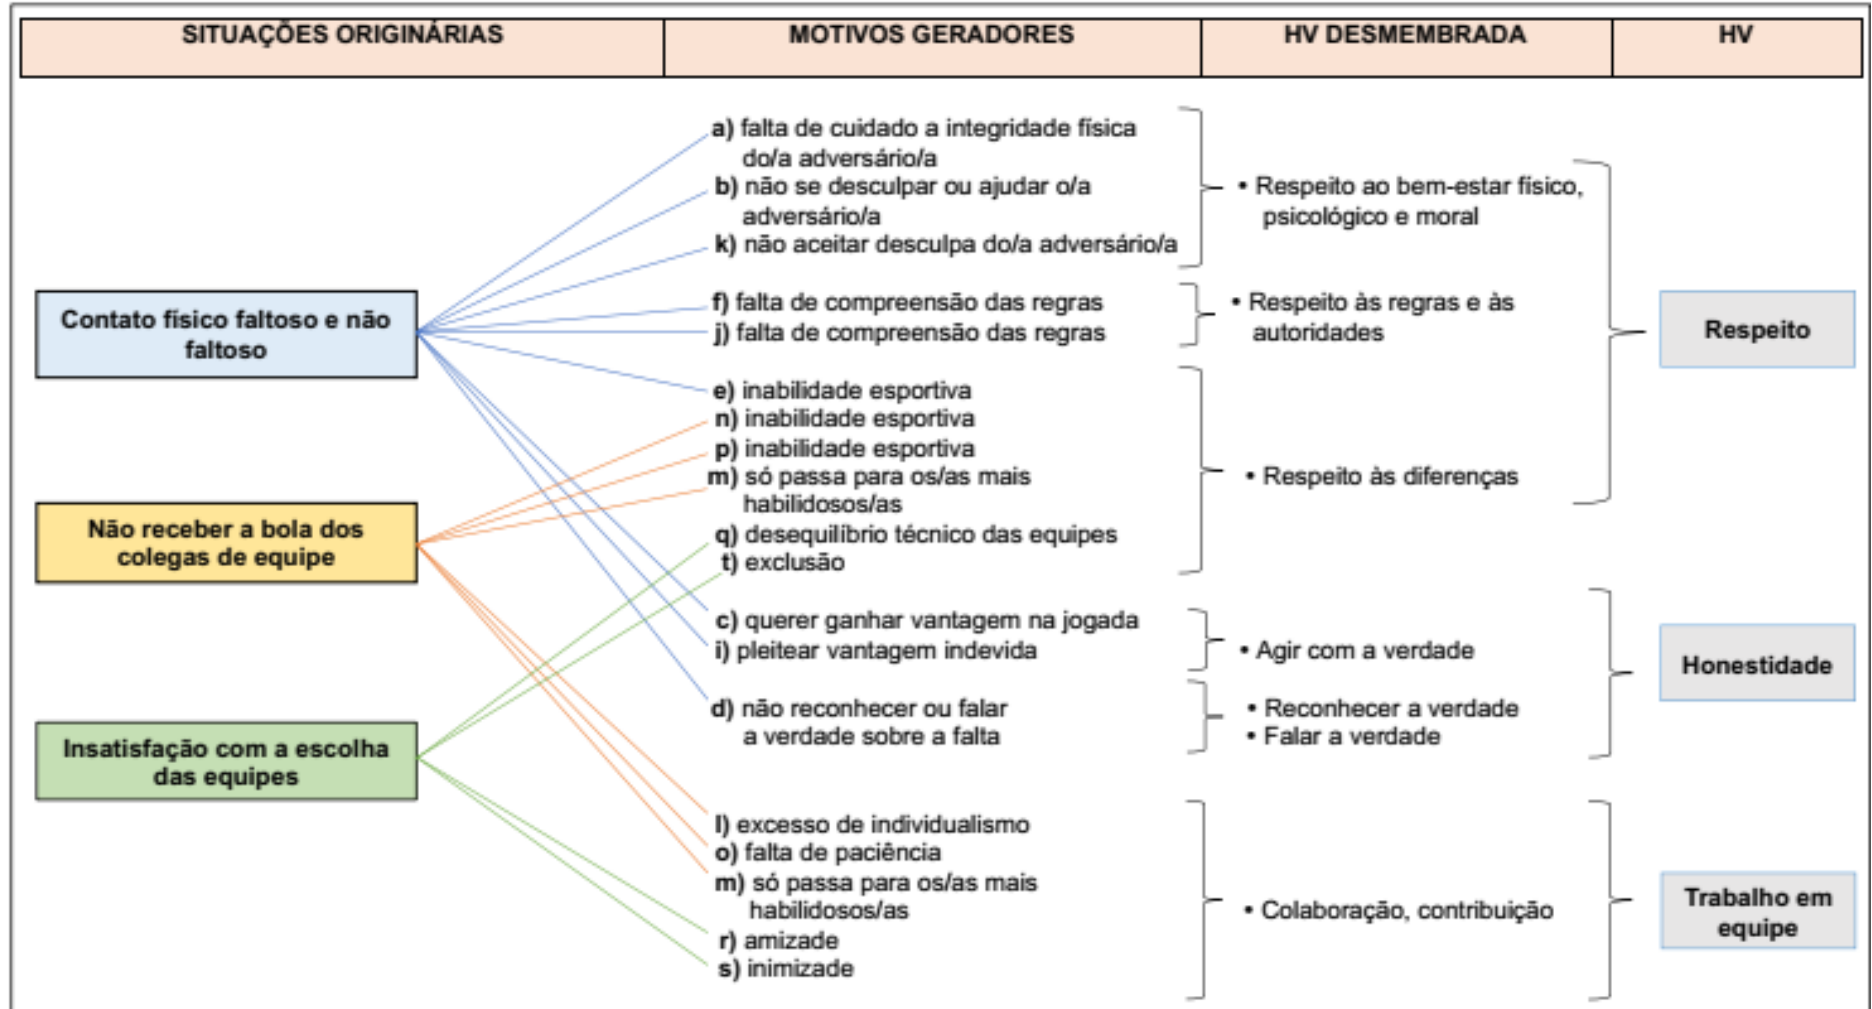 SITUAÇÕES ORIGINÁRIAS
MOTIVOS GERADORES
HV DESMEMBRADA
HV
Contato físico faltoso e não
faltoso
Não receber a bola dos
colegas de equipe
Insatisfação com a escolha
das equipes
a) falta de cuidado a integridade física
do/a adversário/a
b) não se desculpar ou ajudar o/a
adversário/a
k) não aceitar desculpa do/a adversário/a
f) falta de compreensão das regras
j) falta de compreensão das regras
e) inabilidade esportiva
n) inabilidade esportiva
p) inabilidade esportiva
m) só passa para os/as mais
habilidosos/as
q) desequilíbrio técnico das equipes
t) exclusão
c) querer ganhar vantagem na jogada
i) pleitear vantagem indevida
d) não reconhecer ou falar
a verdade sobre a falta
l) excesso de individualismo
o) falta de paciência
m) só passa para os/as mais
habilidosos/as
r) amizade
s) inimizade
• Respeito ao bem-estar físico,
psicológico e moral
• Respeito às regras e às
autoridades
• Respeito às diferenças
• Agir com a verdade
• Reconhecer a verdade
• Falar a verdade
• Colaboração, contribuição
Respeito
Honestidade
Trabalho em
equipe